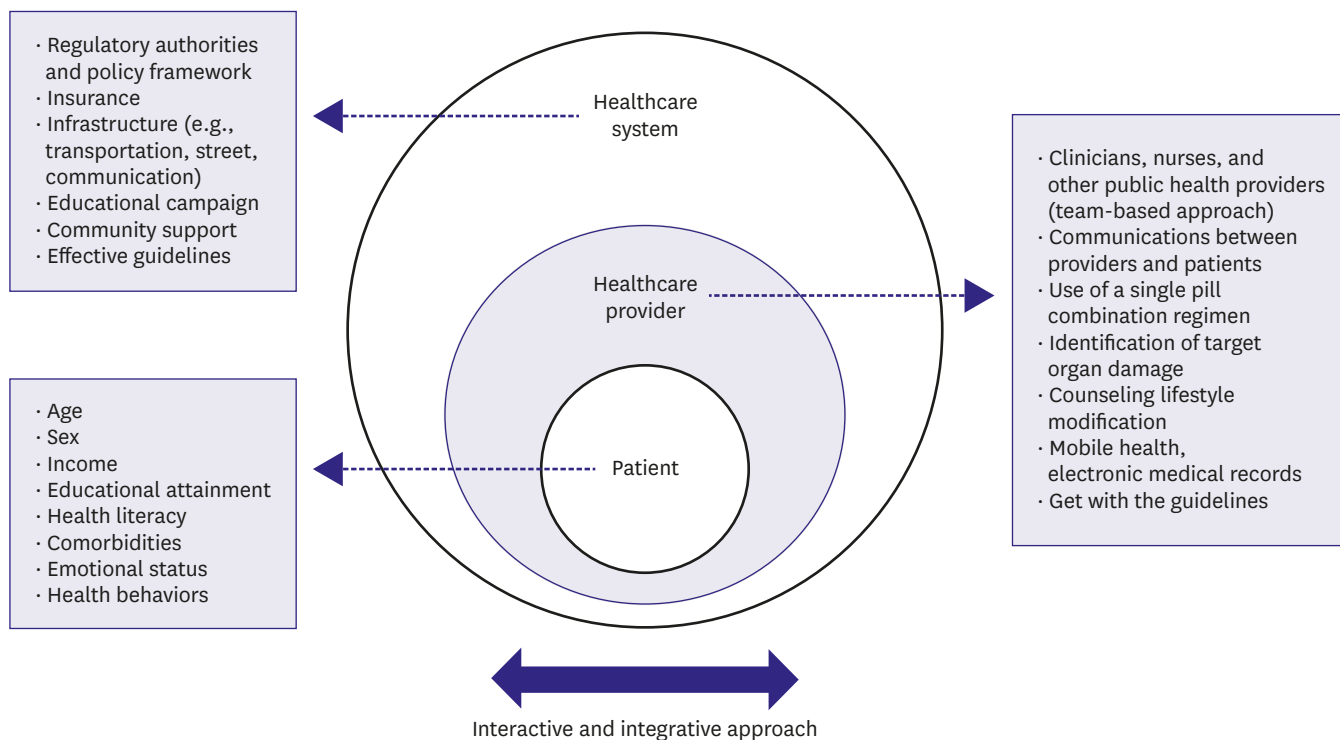 · Regulatory authorities
and policy framework
· Insurance
· Infrastructure (e.g.,
transportation, street,
communication)
· Educational campaign
· Community support
· Effective guidelines
Healthcare
system
Healthcare
provider
· Clinicians, nurses, and
other public health providers
(team-based approach)
· Communications between
providers and patients
· Use of a single pill
combination regimen
· Identification of target
organ damage
· Counseling lifestyle
modification
· Mobile health,
electronic medical records
· Get with the guidelines
· Age
· Sex
· Income
· Educational attainment
· Health literacy
· Comorbidities
· Emotional status
· Health behaviors
Patient
Interactive and integrative approach